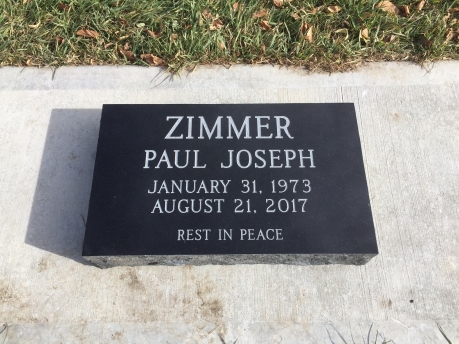 ZIMMER
PAUL JOSEPH
JANUARY 31, 1973
AUGUST 21, 2017
REST IN PEACE